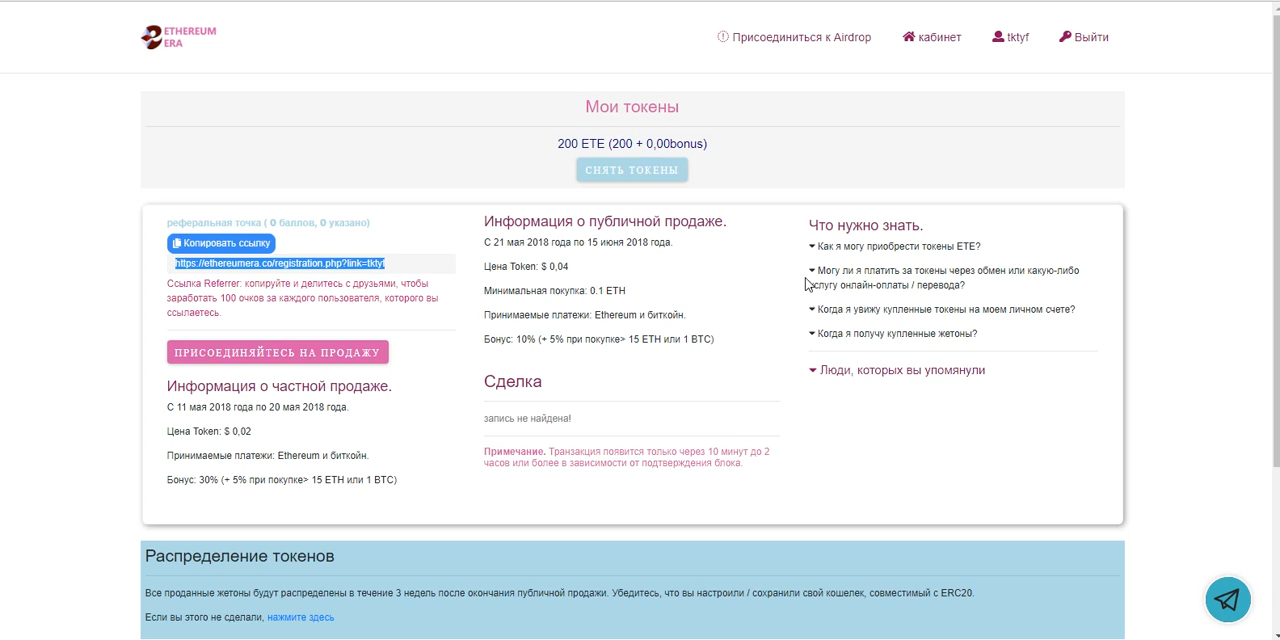 ETHEREUM
ERA
Присоединиться к Airdrop
кабинет
tktyf
Выйти
Мои токены
200 ETE (200 + 0,00bonus)
СНЯТЬ ТОКЕНЫ
реферальная точка ( 0 баллов, 0 указано)
Копировать ссылку
https://ethereumera.co/registration.php?link=tktyf
Ссылка Referrer: копируйте и делитесь с друзьями, чтобы
заработать 100 очков за каждого пользователя, которого вы
ссылаетесь.
ПРИСОЕДИНЯЙТЕСЬ НА ПРОДАЖУ
Информация о частной продаже.
С 11 мая 2018 года по 20 мая 2018 года.
Цена Token: $ 0,02
Принимаемые платежи: Ethereum и биткойн.
Бонус: 30% (+ 5% при покупке> 15 ETH или 1 BTC)
Информация о публичной продаже.
С 21 мая 2018 года по 15 июня 2018 года.
Цена Token: $ 0,04
Минимальная покупка: 0.1 ETH
Принимаемые платежи: Ethereum и биткойн.
Бонус: 10% (+ 5% при покупке> 15 ETH или 1 BTC)
Сделка
запись не найдена!
Примечание. Транзакция появится только через 10 минут до 2
часов или более в зависимости от подтверждения блока.
Что нужно знать.
Как я могу приобрести токены ETE?
Могу ли я платить за токены через обмен или какую-либо
услугу онлайн-оплаты / перевода?
Когда я увижу купленные токены на моем личном счете?
Когда я получу купленные жетоны?
Люди, которых вы упомянули
Распределение токенов
Все проданные жетоны будут распределены в течение 3 недель после окончания публичной продажи. Убедитесь, что вы настроили / сохранили свой кошелек, совместимый с ERC20.
Если вы этого не сделали, нажмите здесь